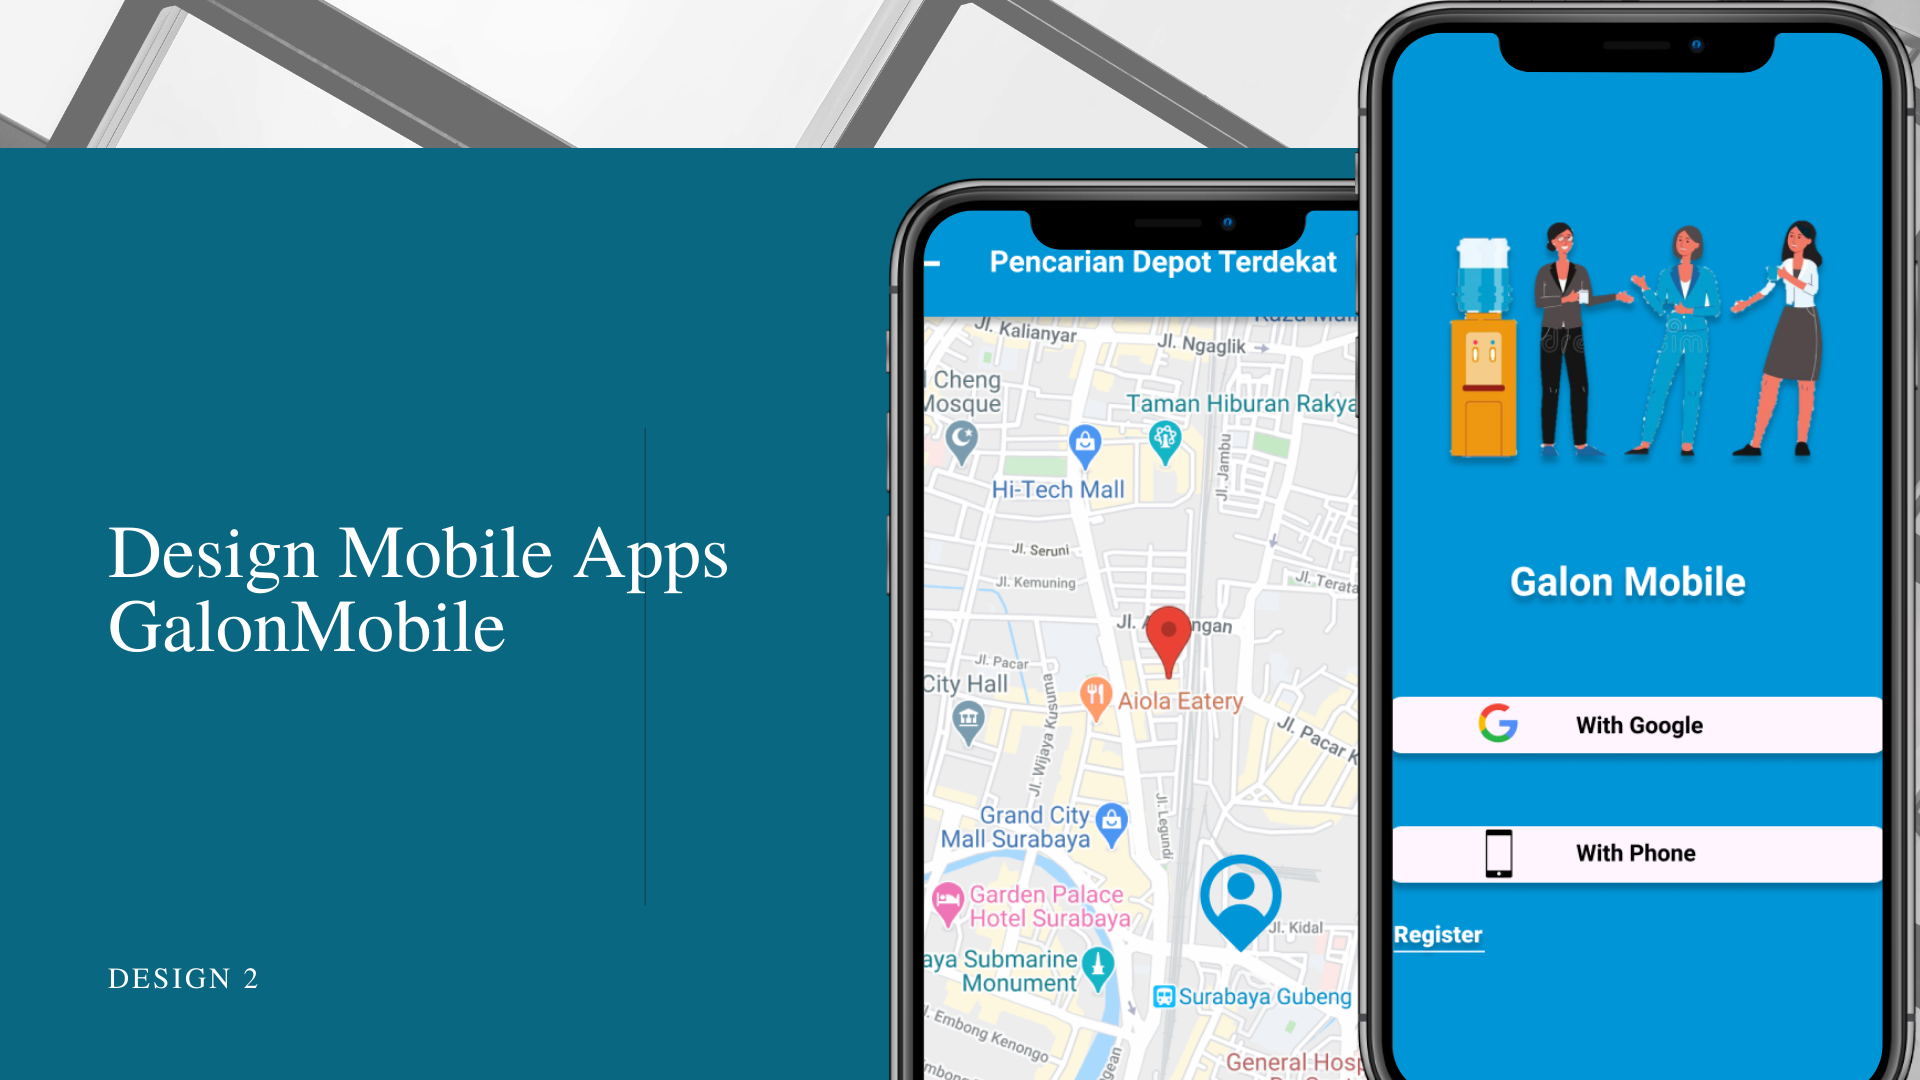 Design Mobile Apps
GalonMobile
DESIGN 2
Pencarian Depot Terdekat
Jl. Kalianyar
Jl. Ngaglik
Cheng
Mosque
Taman Hiburan Rakya
Jl. Jambu
Hi-Tech Mall
Jl. Seruni
Jl. Kemuning
Jl. Terata
Jl.
ngan
Jl. Pacar
City Hall
Jl. Wijaya Kusuma
Aiola Eatery
Jl. Pacar K
Grand City
Mall Surabaya
Jl. Legundi
Garden Palace
Hotel Surabaya
Jl. Kidal
aya Submarine
Monument
Surabaya Gubeng
l. Embong Kenongo
mbong
ngean
General Hosp
Galon Mobile
With Google
With Phone
Register